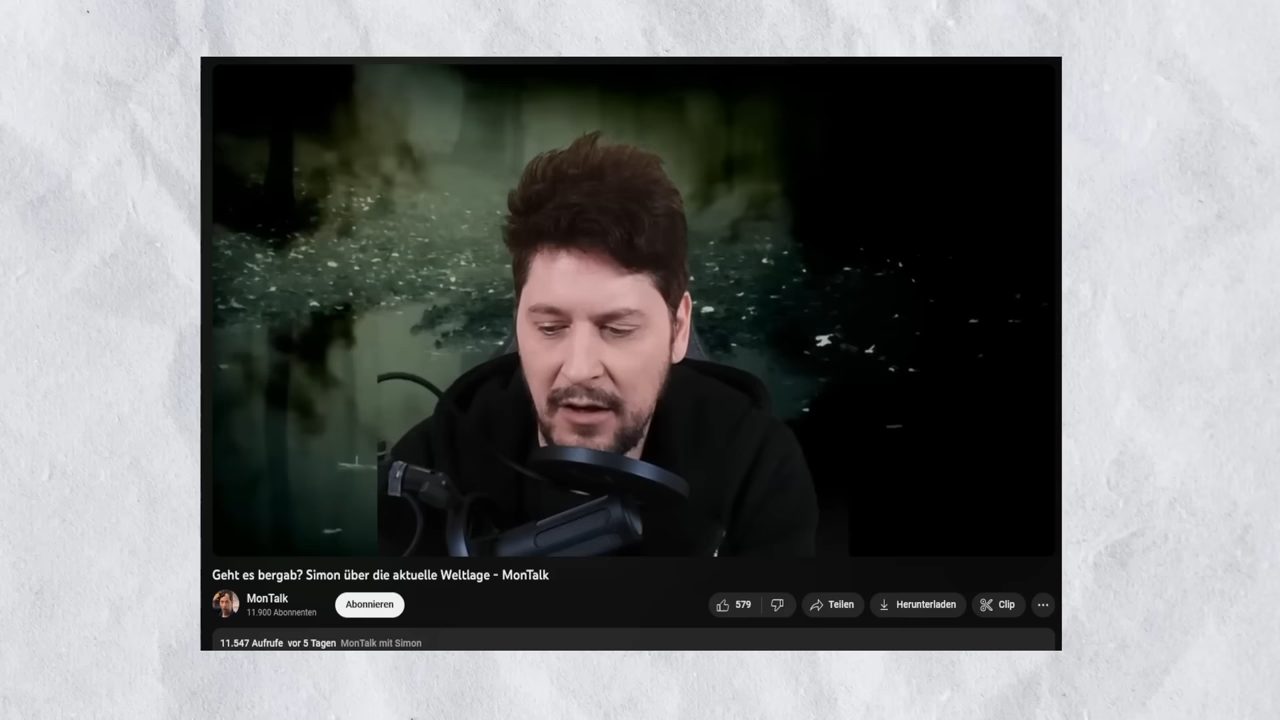 Geht es bergab? Simon über die aktuelle Weltlage - MonTalk
MonTalk
11.900 Abonnenten
Abonnieren
579
Teilen
Herunterladen
Clip
11.547 Aufrufe vor 5 Tagen MonTalk mit Simon